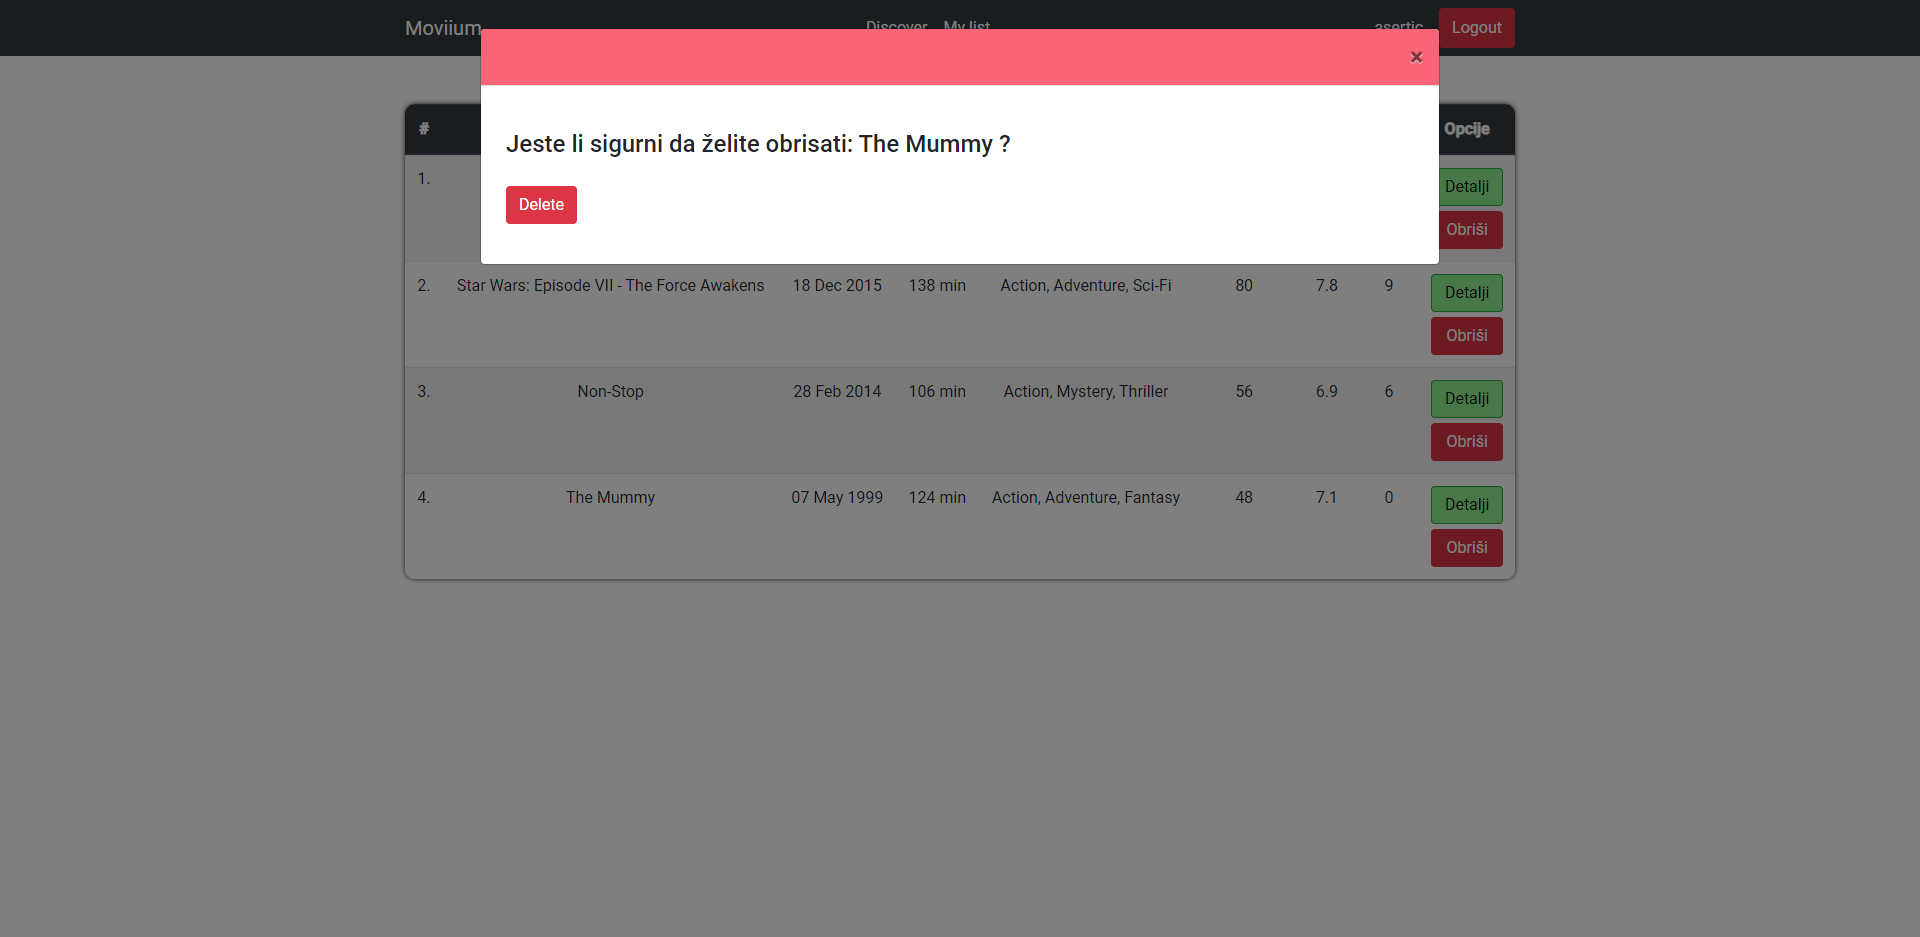 Moviium Discover My list asertic Logout
×
# Opcije
Jeste li sigurni da želite obrisati: The Mummy ?
Delete
1. Detalji
Obriši
2. Star Wars: Episode VII - The Force Awakens 18 Dec 2015 138 min Action, Adventure, Sci-Fi 80 7.8 9 Detalji
Obriši
3. Non-Stop 28 Feb 2014 106 min Action, Mystery, Thriller 56 6.9 6 Detalji
Obriši
4. The Mummy 07 May 1999 124 min Action, Adventure, Fantasy 48 7.1 0 Detalji
Obriši